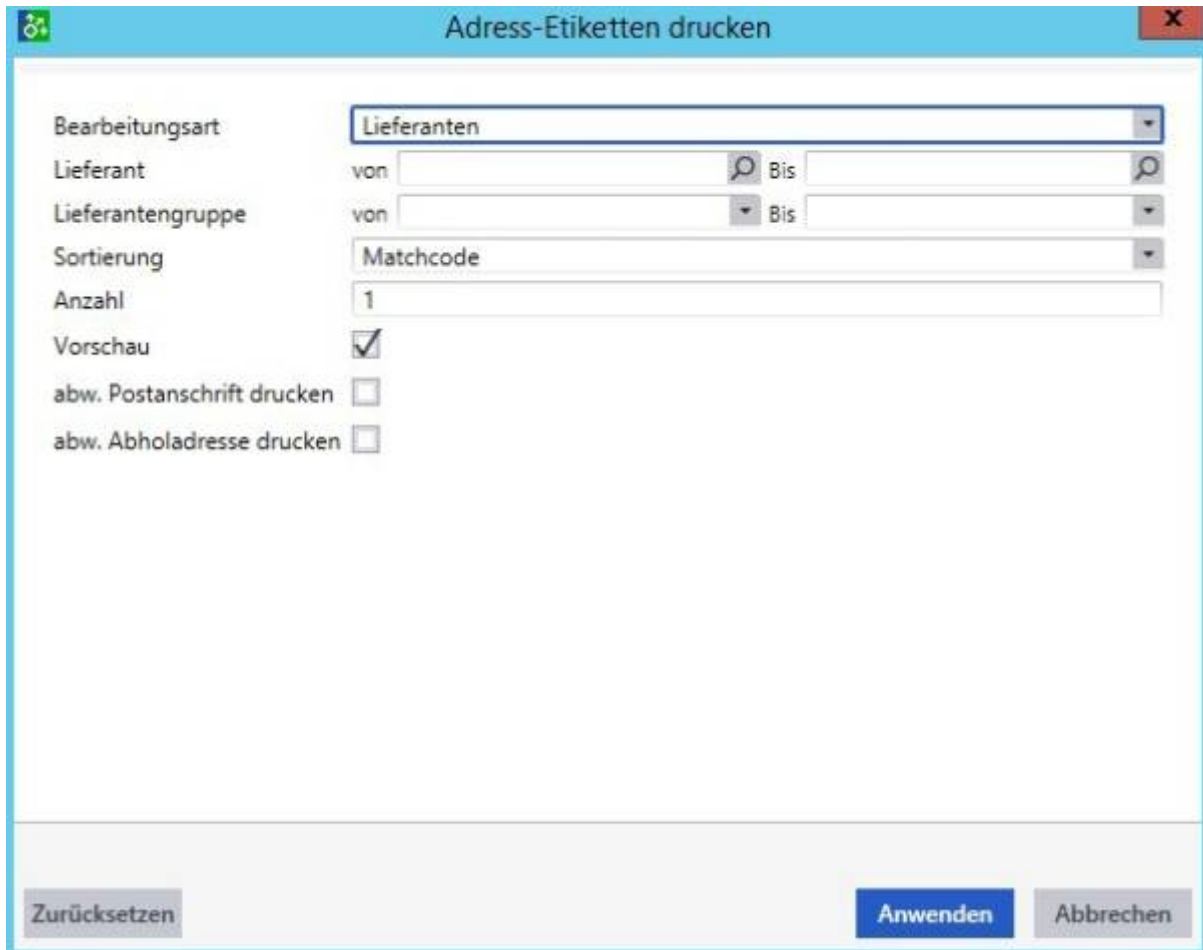 Adress-Etiketten drucken
x
Bearbeitungsart Lieferanten
Lieferant von Bis
Lieferantengruppe von Bis
Sortierung Matchcode
Anzahl 1
Vorschau
abw. Postanschrift drucken
abw. Abholadresse drucken
Zurücksetzen Anwenden Abbrechen